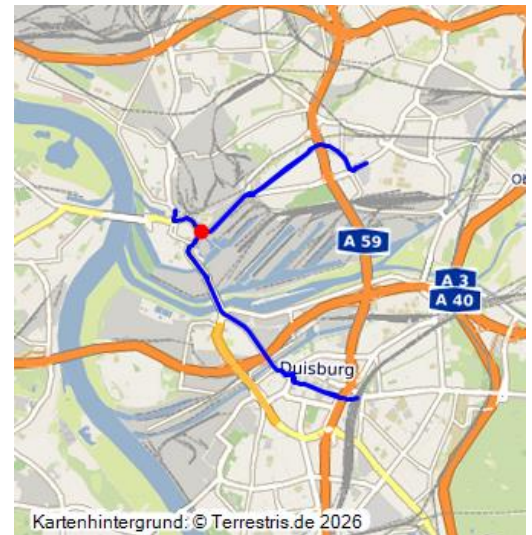 A 59
A 3
A 40
Duisburg
Kartenhintergrund: © Terrestris.de 2026